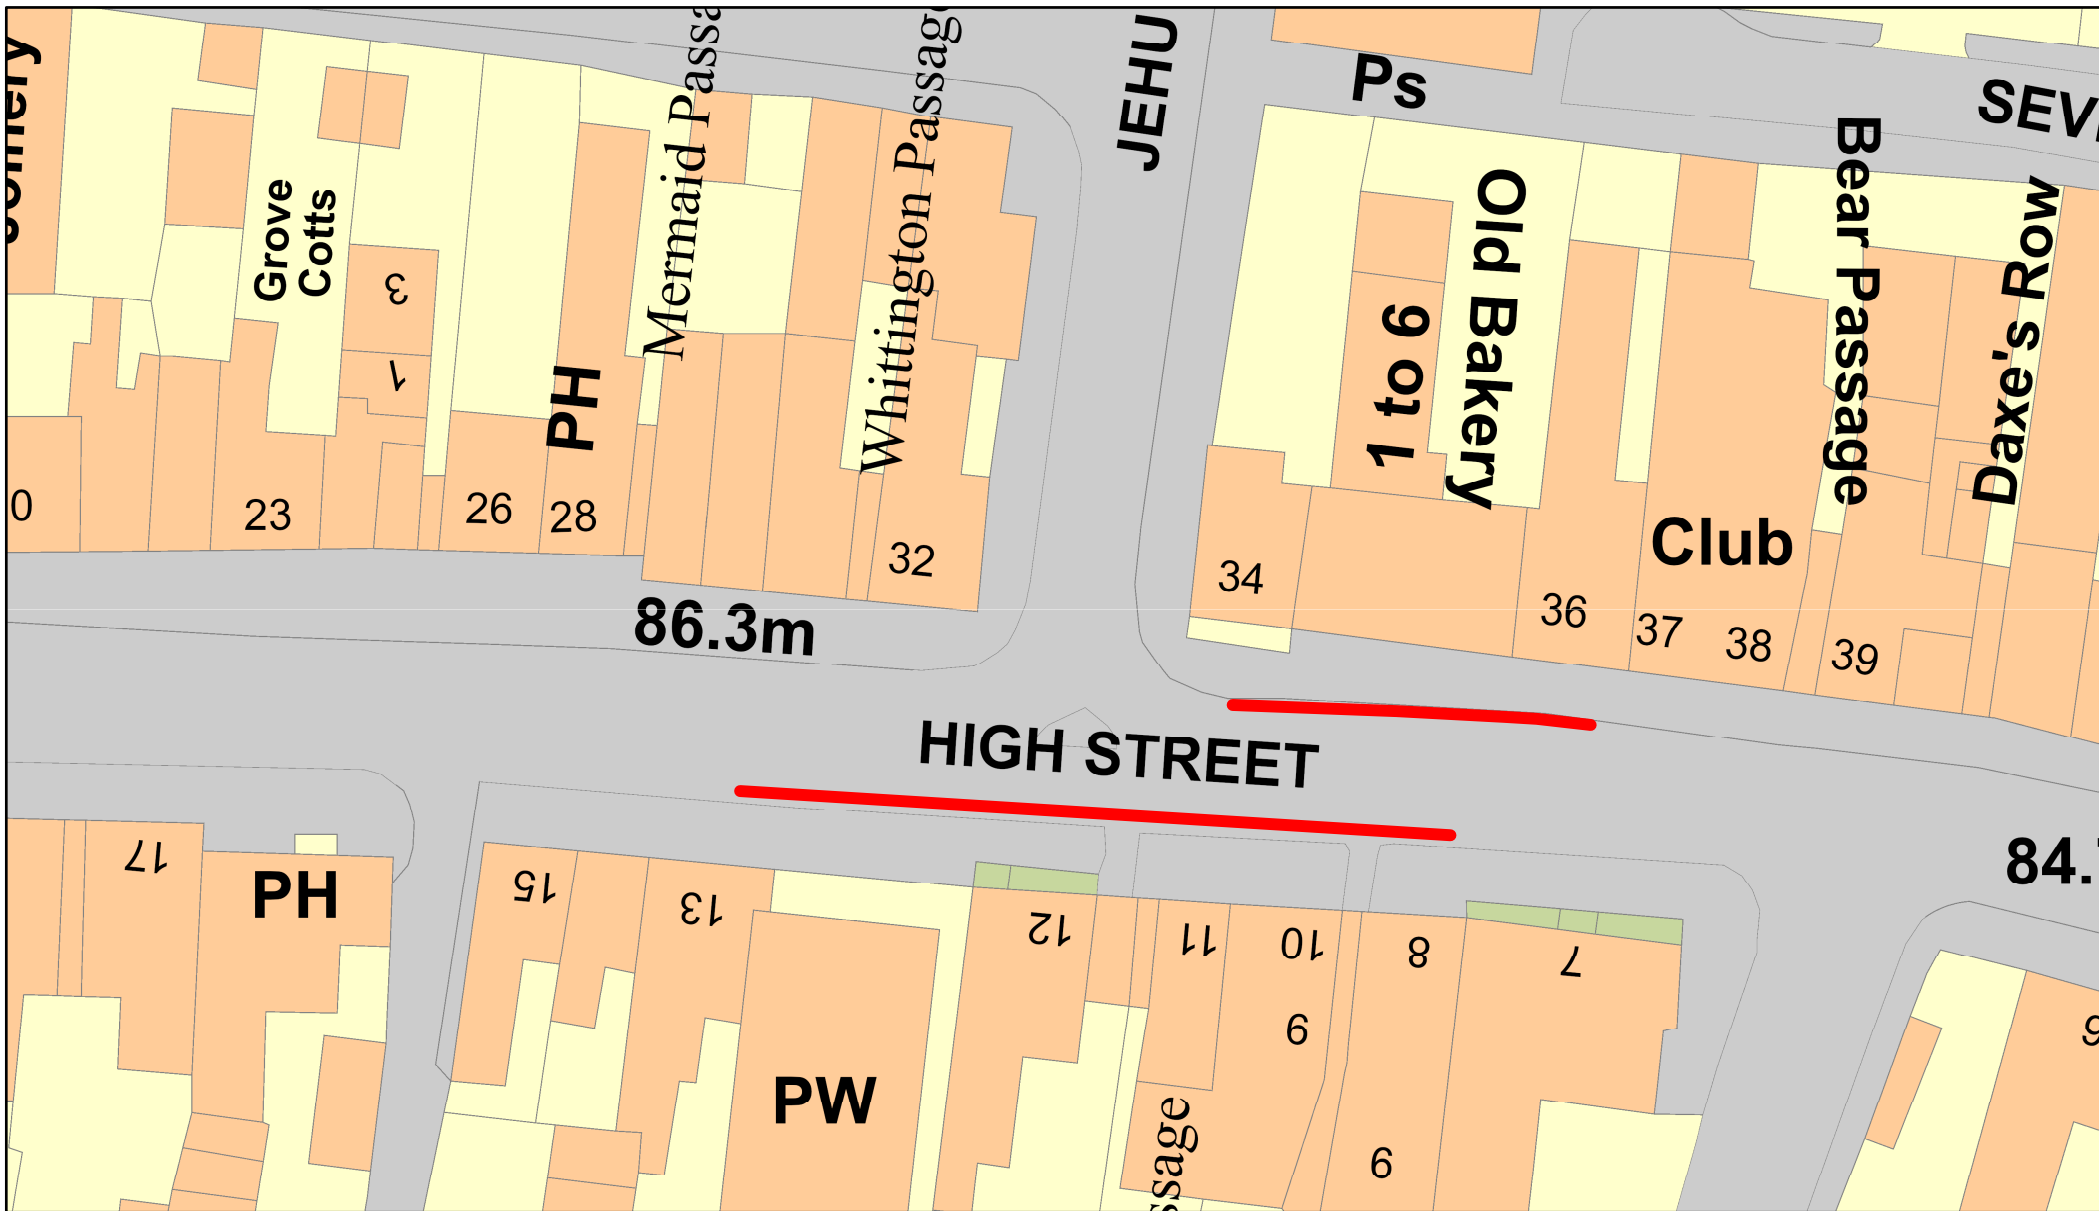 JEHU
Ps
SEV
Mermaid Passa
Whittington Passag
Grove
Cotts
Old Bakery
1 to 6
Bear Passage
Daxe's Row
3
1
PH
0
23
26
28
32
34
36
37
38
39
Club
86.3m
HIGH STREET
84.
17
PH
15
13
12
11
10
8
7
9
9
PW
ssage